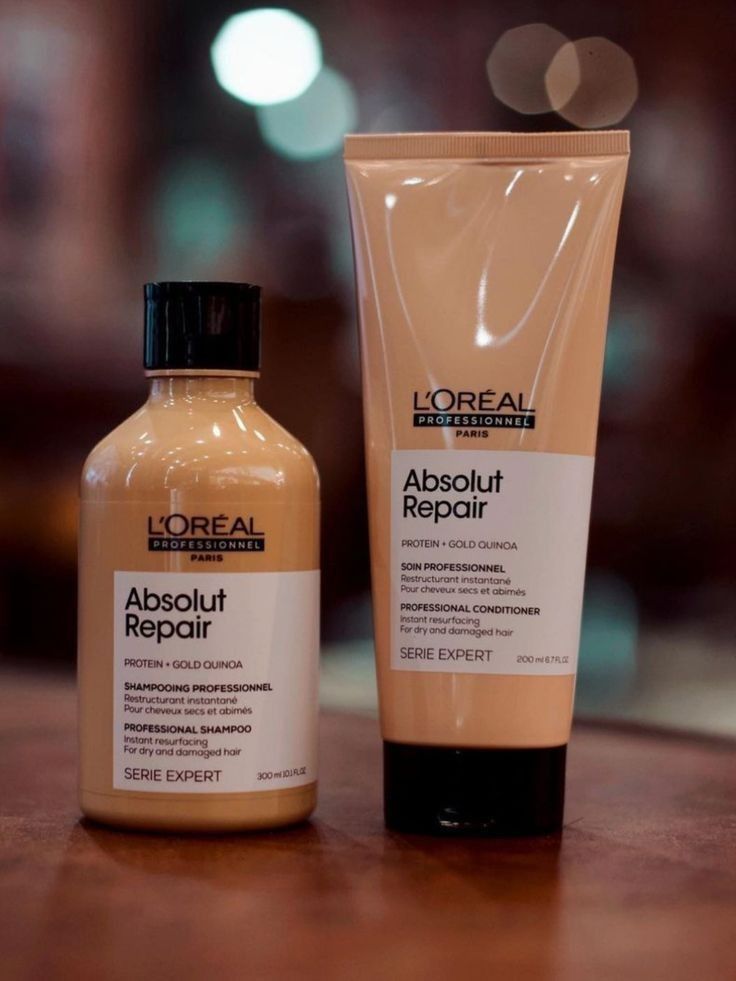 L'ORÉAL
PROFESSIONNEL
PARIS
Absolut
Repair
PROTEIN + GOLD QUINOA
SHAMPOOING PROFESSIONNEL
Restructurant instantané
Pour cheveux secs et abimés
PROFESSIONAL SHAMPOO
Instant resurfacing
For dry and damaged hair
SERIE EXPERT 300 ml 10.1 FL.OZ
L'ORÉAL
PROFESSIONNEL
PARIS
Absolut
Repair
PROTEIN + GOLD QUINOA
SOIN PROFESSIONNEL
Restructurant instantané
Pour cheveux secs et abimés
PROFESSIONAL CONDITIONER
Instant resurfacing
For dry and damaged hair
SERIE EXPERT 200 ml 6.7 FL.OZ